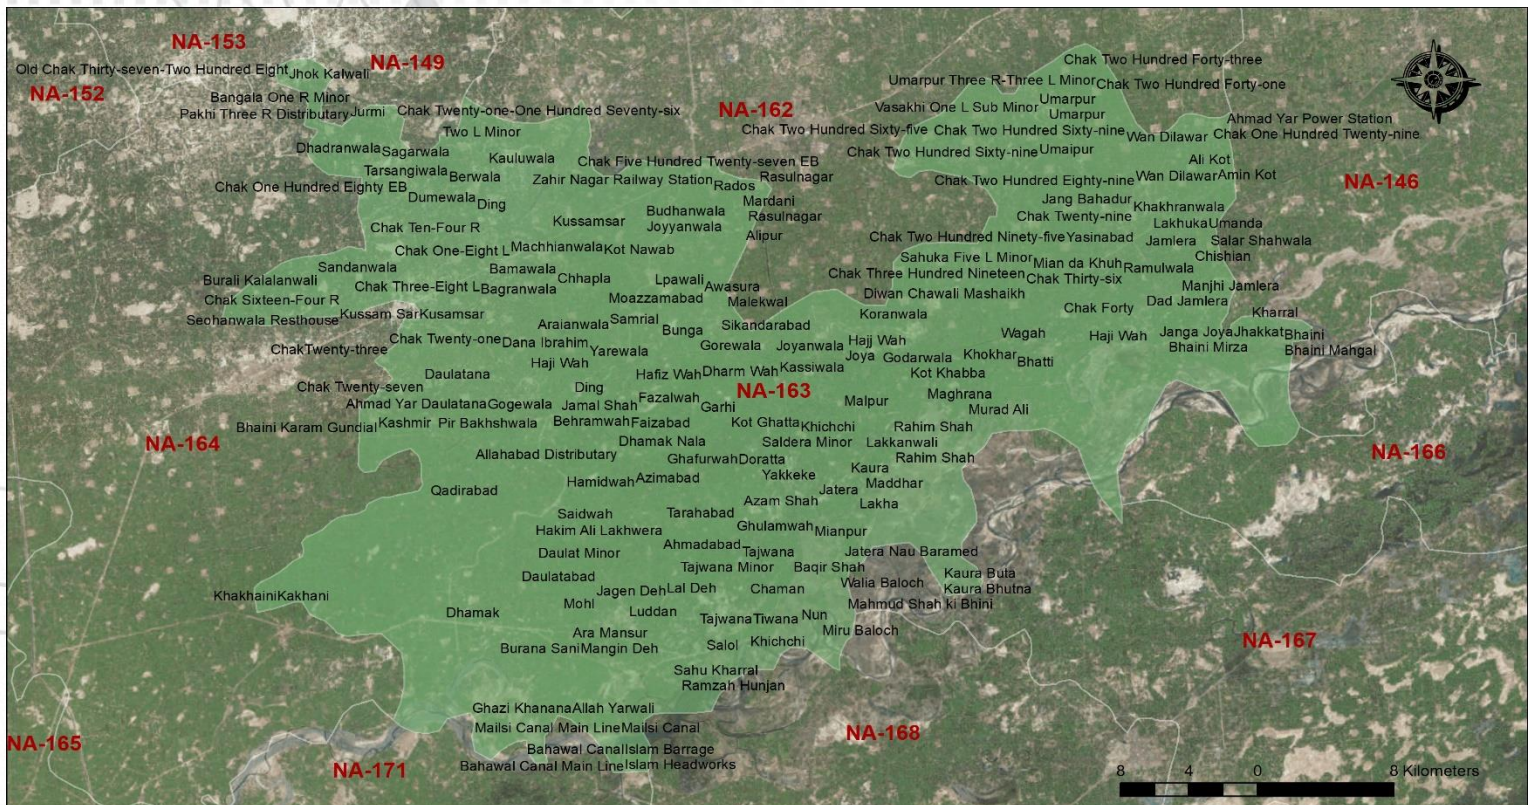 NA-153
NA-149
Old Chak Thirty-seven-Two Hundred Eight
Jhok Kalwali
NA-152
Bangala One R Minor
Pakhi Three R Distributary
Jurmi
Chak Twenty-one-One Hundred Seventy-six
NA-162
Chak Two Hundred Forty-three
Umarpur Three R-Three L Minor
Chak Two Hundred Forty-one
Vasakhi One L Sub Minor
Umarpur
Umarpur
Ahmad Yar Power Station
Two L Minor
Chak Two Hundred Sixty-five
Chak Two Hundred Sixty-nine
Wan Dilawar
Chak One Hundred Twenty-nine
Dhadranwala
Sagarwala
Kauluwala
Chak Five Hundred Twenty-seven EB
Chak Two Hundred Sixty-nine
Umaipur
Ali Kot
Tarsangiwala
Berwala
Zahir Nagar Railway Station
Rados
Rasulnagar
Chak Two Hundred Eighty-nine
Wan Dilawar
Amin Kot
NA-146
Chak One Hundred Eighty EB
Dumewala
Ding
Mardani
Jang Bahadur
Khakhranwala
Budhanwala
Rasulnagar
Chak Twenty-nine
Chak Ten-Four R
Kussamsar
Joyyanwala
Lakhuka
Umanda
Alipur
Chak Two Hundred Ninety-five
Yasinabad
Jamlera
Salar Shahwala
Chak One-Eight L
Machhianwala
Kot Nawab
Sahuka Five L Minor
Mian da Khuh
Chishian
Sandanwala
Bamawala
Chak Three Hundred Nineteen
Chak Thirty-six
Ramulwala
Burali Kalalanwali
Chhapla
Lpawali
Chak Three-Eight L
Bagranwala
Awasura
Manjhi Jamlera
Chak Sixteen-Four R
Moazzamabad
Malekwal
Diwan Chawali Mashaikh
Dad Jamlera
Seohanwala Resthouse
Kussam Sar
Kusamsar
Samrial
Koranwala
Chak Forty
Kharral
Araianwala
Bunga
Sikandarabad
Wagah
Haji Wah
Janga Joya
Jhakkat
Bhaini
ChakTwenty-three
Chak Twenty-one
Dana Ibrahim
Yarewala
Gorewala
Joyanwala
Hajj Wah
Bhaini Mirza
Bhaini Mahgal
Haji Wah
Joya
Godarwala
Khokhar
Bhatti
Daulatana
Hafiz Wah
Dharm Wah
Kassiwala
Kot Khabba
Chak Twenty-seven
Ding
NA-163
Maghrana
Ahmad Yar Daulatana
Gogewala
Jamal Shah
Fazalwah
Garhi
Malpur
Murad Ali
Bhaini Karam Gundial
Kashmir
Pir Bakhshwala
Behramwah
Faizabad
Kot Ghatta
Khichchi
Rahim Shah
NA-164
Dhamak Nala
Saldera Minor
Lakkanwali
NA-166
Allahabad Distributary
Ghafurwah
Doratta
Rahim Shah
Kaura
Hamidwah
Azimabad
Yakkeke
Maddhar
Qadirabad
Jatera
Azam Shah
Lakha
Saidwah
Tarahabad
Hakim Ali Lakhwera
Ghulamwah
Mianpur
Daulat Minor
Ahmadabad
Tajwana
Jatera Nau Baramed
Tajwana Minor
Baqir Shah
Daulatabad
Kaura Buta
Jagen Deh
Lal Deh
Chaman
Walia Baloch
Kaura Bhutna
Khakhaini
Kakhani
Mohl
Mahmud Shah ki Bhini
Dhamak
Luddan
Tajwana
Tiwana
Nun
Ara Mansur
Miru Baloch
NA-167
Burana Sani
Mangin Deh
Salol
Khichchi
Sahu Kharral
Ramzah Hunjan
Ghazi Khanana
Allah Yarwali
Mailsi Canal Main Line
Mailsi Canal
NA-168
NA-165
Bahawal Canal
Islam Barrage
Bahawal Canal Main Line
Islam Headworks
NA-171
8 4 0 8 Kilometers